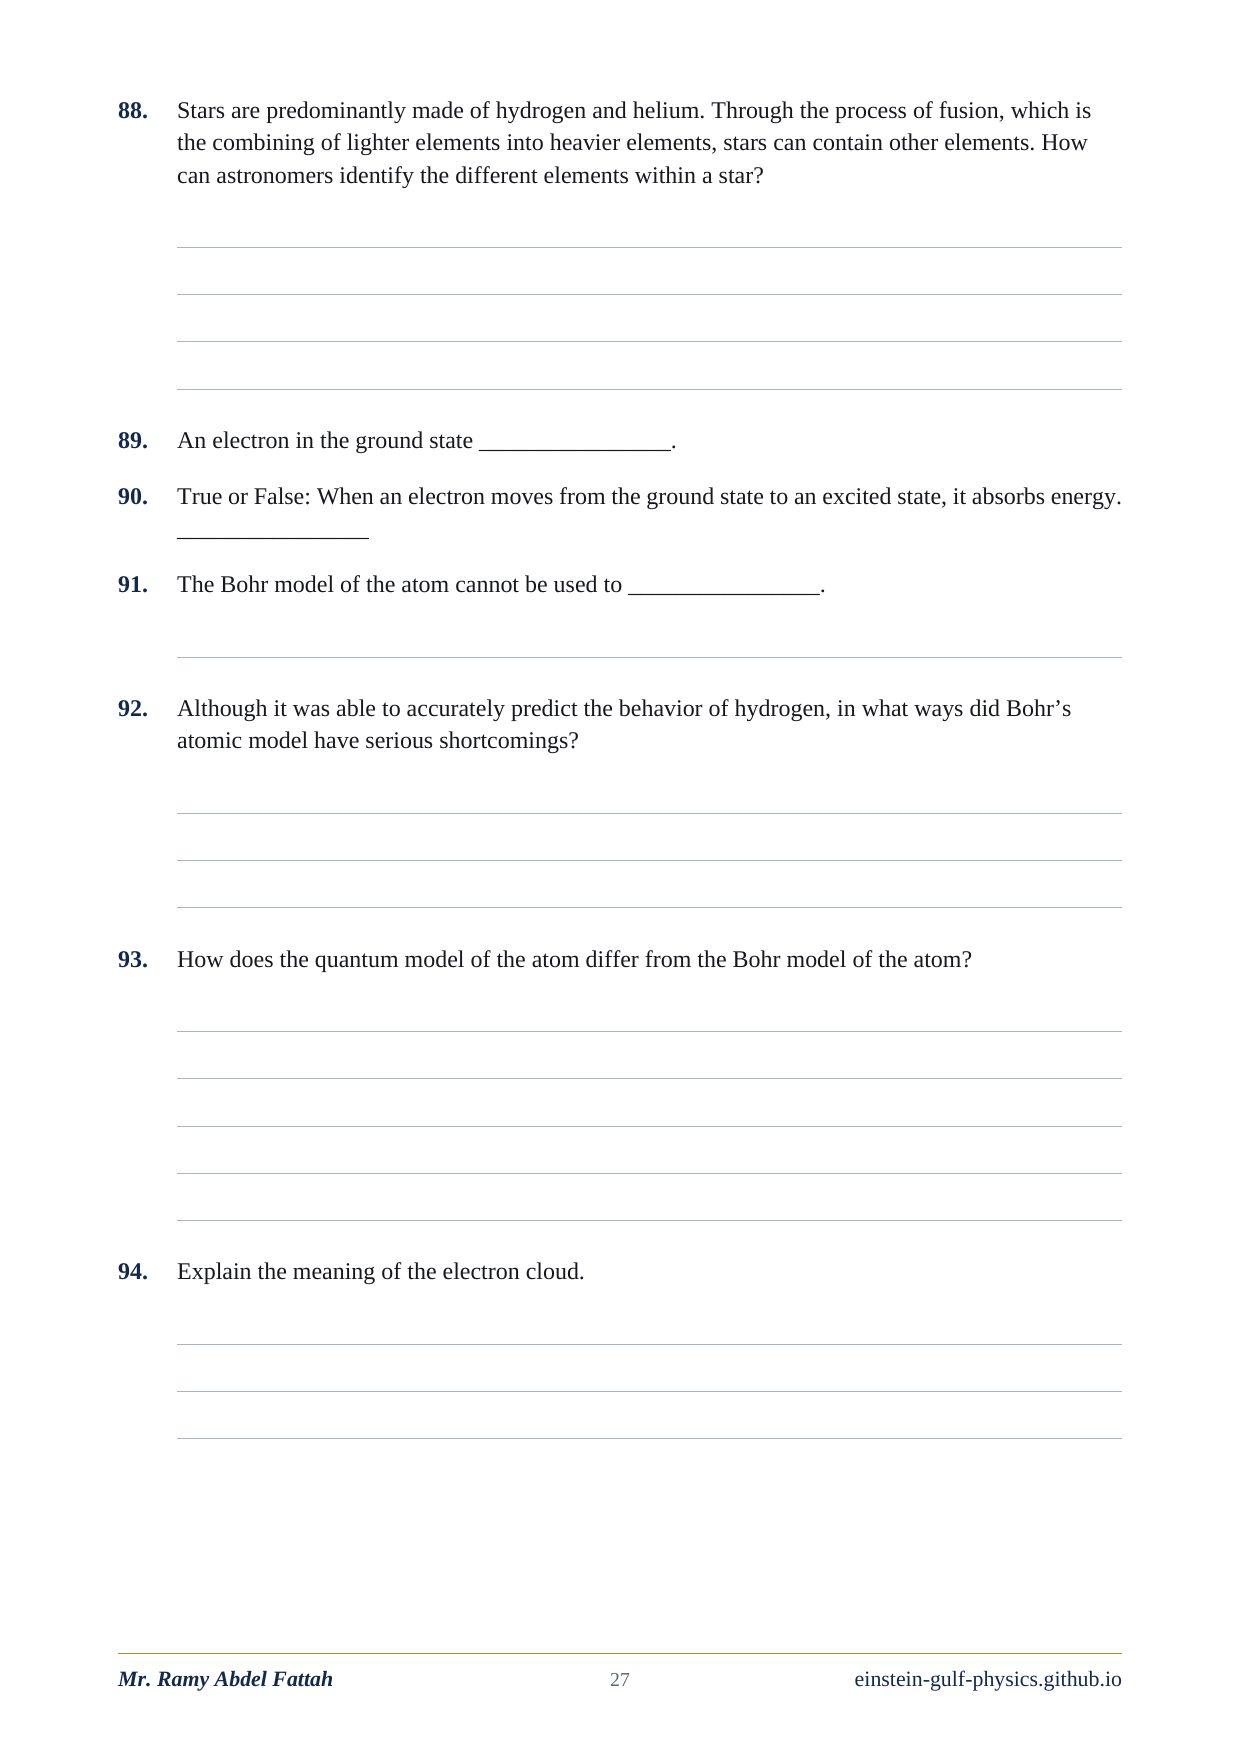 88. Stars are predominantly made of hydrogen and helium. Through the process of fusion, which is
the combining of lighter elements into heavier elements, stars can contain other elements. How
can astronomers identify the different elements within a star?
89. An electron in the ground state ________________.
90. True or False: When an electron moves from the ground state to an excited state, it absorbs energy.
________________
91. The Bohr model of the atom cannot be used to ________________.
92. Although it was able to accurately predict the behavior of hydrogen, in what ways did Bohr’s
atomic model have serious shortcomings?
93. How does the quantum model of the atom differ from the Bohr model of the atom?
94. Explain the meaning of the electron cloud.
Mr. Ramy Abdel Fattah 27 einstein-gulf-physics.github.io